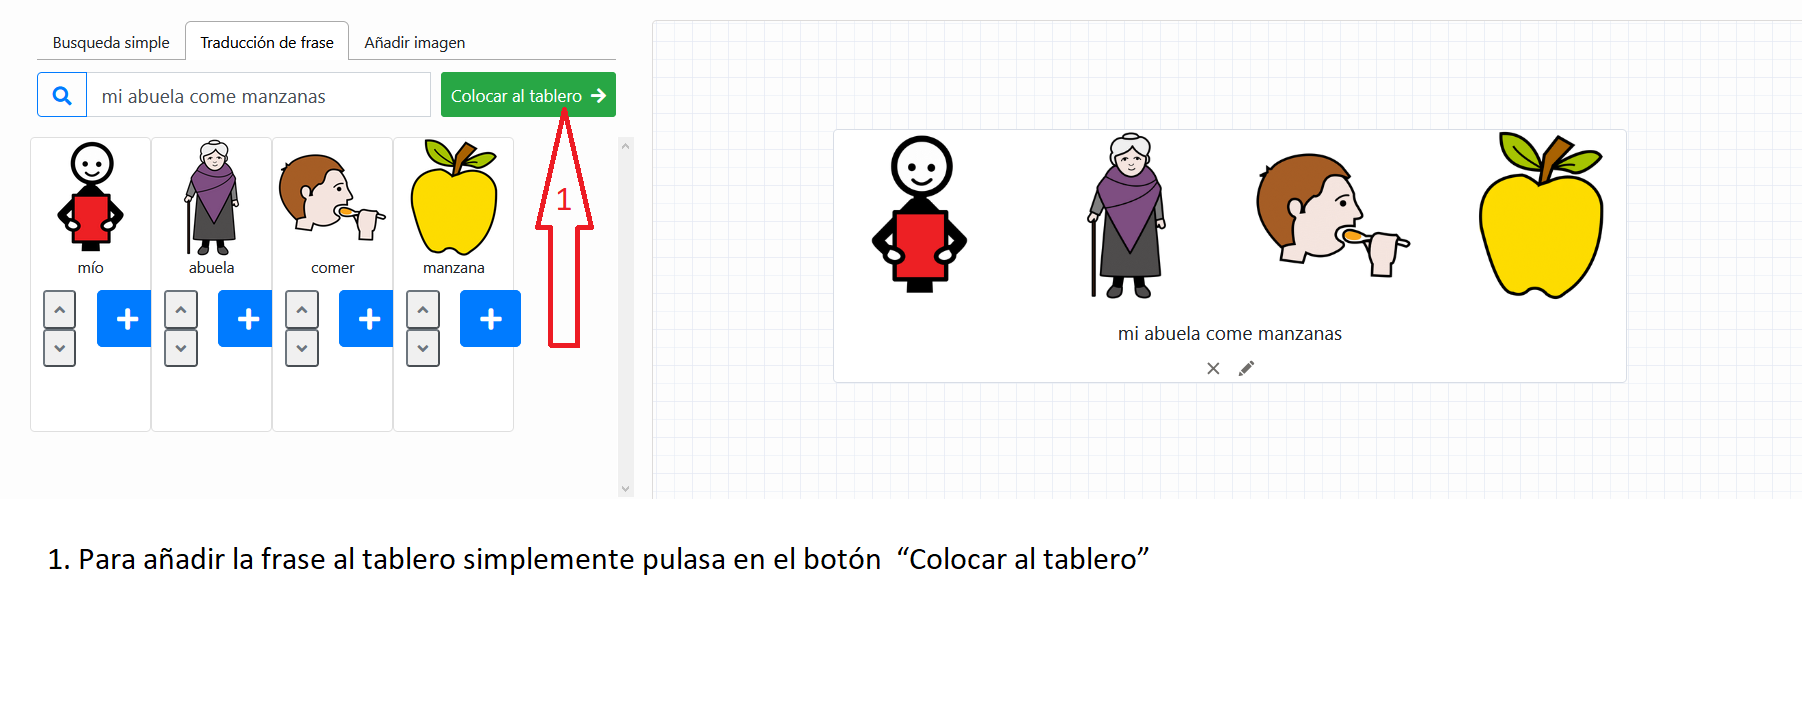 Busqueda simple
Traducción de frase
Añadir imagen
mi abuela come manzanas
Colocar al tablero
1
mío
abuela
comer
manzana
mi abuela come manzanas
1. Para añadir la frase al tablero simplemente pulasa en el botón “Colocar al tablero”